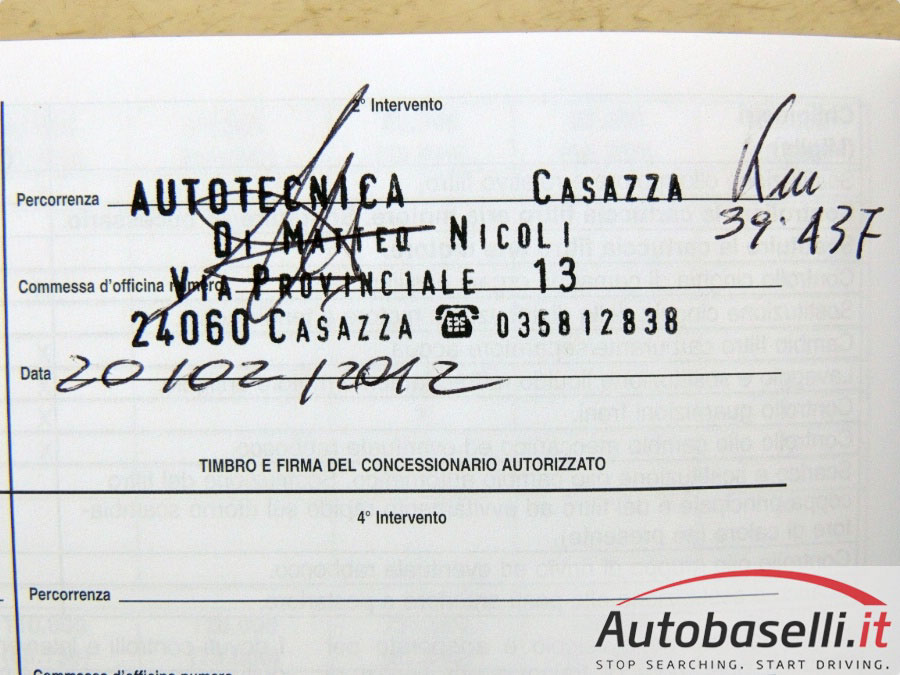 2° Intervento
Percorrenza AUTOTECNICA CASAZZA Km
DI MATTEO NICOLI 39.437
Commessa d'officina numero VIA PROVINCIALE 13
24060 CASAZZA ☎ 035812838
Data 20/02/2012
TIMBRO E FIRMA DEL CONCESSIONARIO AUTORIZZATO
4° Intervento
Percorrenza
Commessa d'officina numero
Autobaselli.it
STOP SEARCHING. START DRIVING.